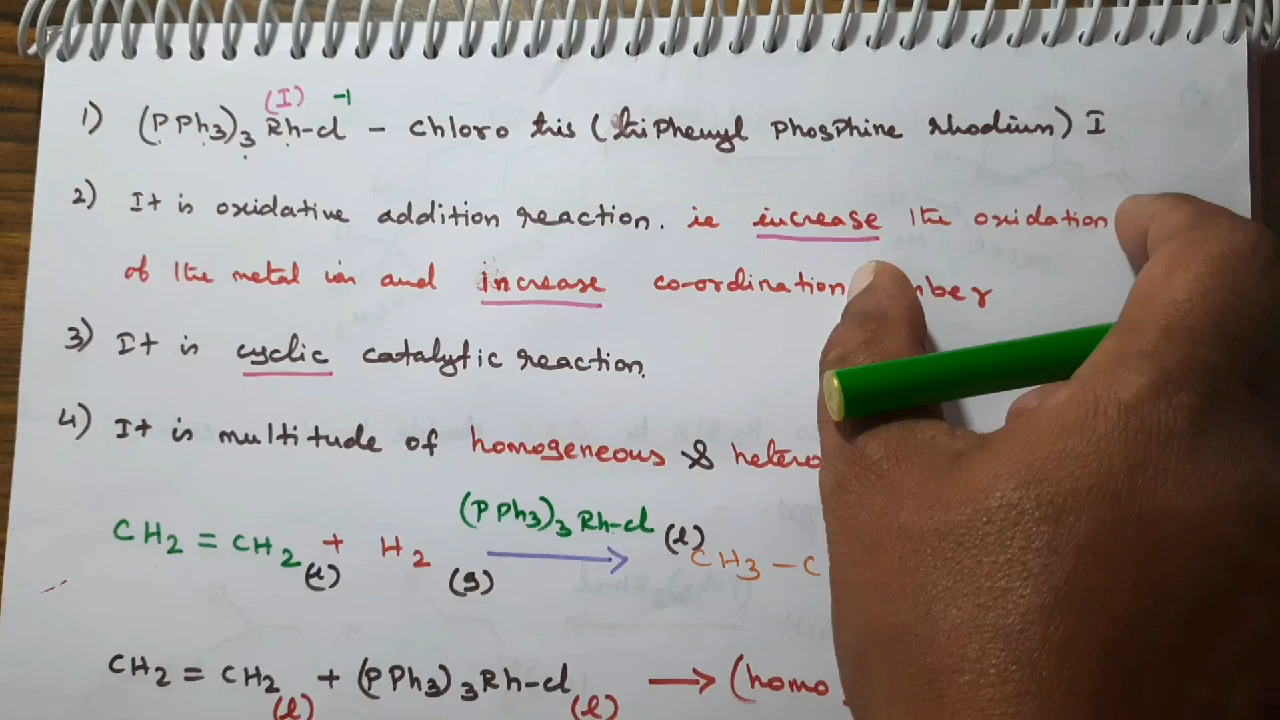 (I) -1
1) (PPh3)3 Rh-cl - chloro tris (triphenyl phosphine rhodium) I
2) It is oxidative addition reaction. ie increase the oxidation
of the metal ion and increase co-ordination mber
3) It is cyclic catalytic reaction.
4) It is multitude of homogeneous & hetero
(PPh3)3 Rh-cl (l)
CH2 = CH2 (l) + H2 (g) → CH3 - C
CH2 = CH2 (l) + (PPh3)3 Rh-cl (l) → (homo